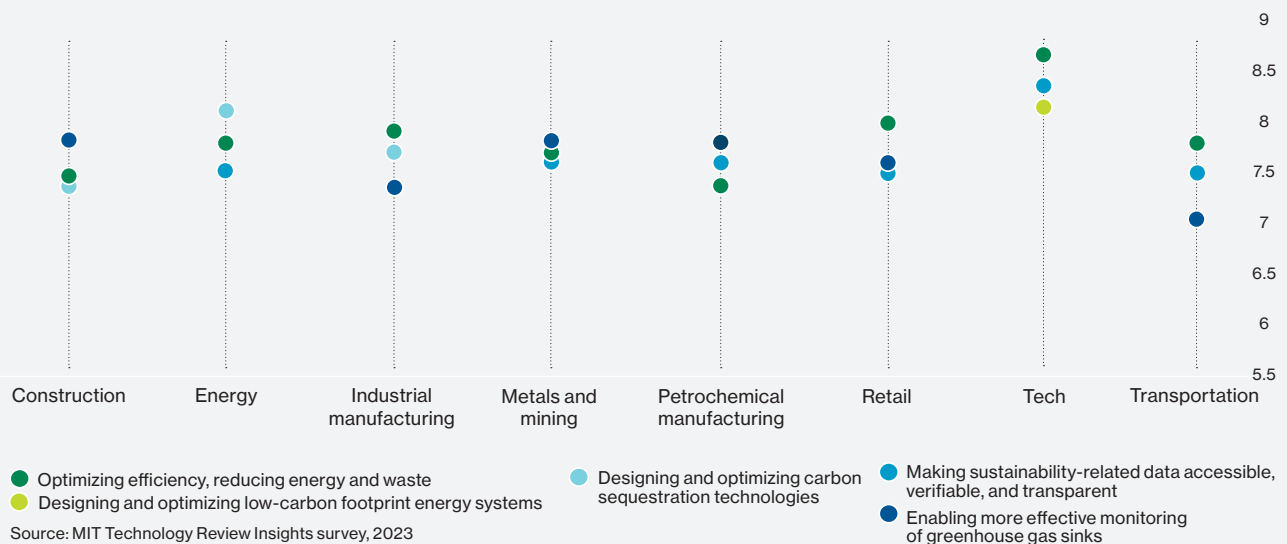 9
8.5
8
7.5
7
6.5
6
5.5
Construction
Energy
Industrial
manufacturing
Metals and
mining
Petrochemical
manufacturing
Retail
Tech
Transportation
Optimizing efficiency, reducing energy and waste
Designing and optimizing low-carbon footprint energy systems
Designing and optimizing carbon
sequestration technologies
Making sustainability-related data accessible,
verifiable, and transparent
Enabling more effective monitoring
of greenhouse gas sinks
Source: MIT Technology Review Insights survey, 2023